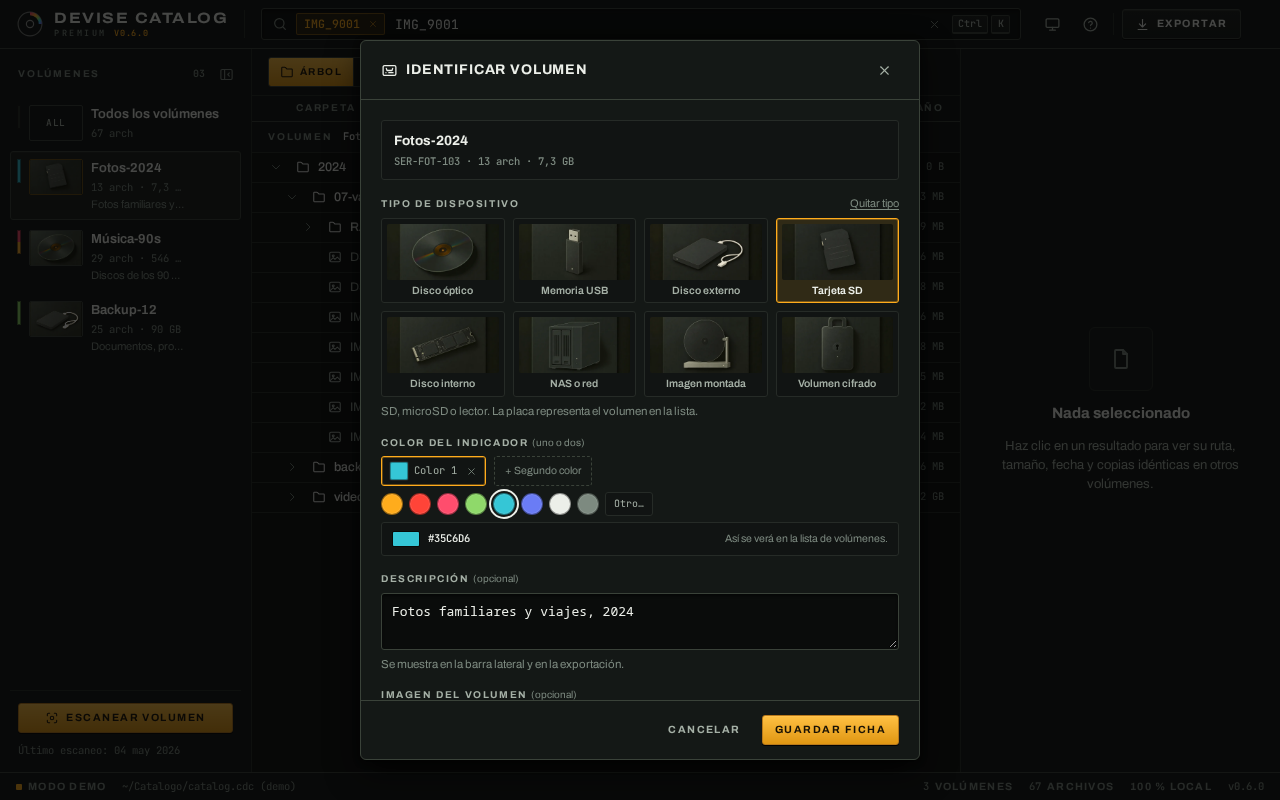 DEVISE CATALOG
PREMIUM V0.6.0
IMG_9001 × IMG_9001
Ctrl K
EXPORTAR
VOLÚMENES 03
ALL
Todos los volúmenes
67 arch
Fotos-2024
13 arch · 7,3 …
Fotos familiares y…
Música-90s
29 arch · 546 …
Discos de los 90 …
Backup-12
25 arch · 90 GB
Documentos, pro…
ESCANEAR VOLUMEN
Último escaneo: 04 may 2026
ÁRBOL
CARPETA
VOLUMEN
2024
IDENTIFICAR VOLUMEN
Fotos-2024
SER-FOT-103 · 13 arch · 7,3 GB
TIPO DE DISPOSITIVO
Quitar tipo
Disco óptico
Memoria USB
Disco externo
Tarjeta SD
Disco interno
NAS o red
Imagen montada
Volumen cifrado
SD, microSD o lector. La placa representa el volumen en la lista.
COLOR DEL INDICADOR (uno o dos)
Color 1 ×
+ Segundo color
Otro…
#35C6D6
Así se verá en la lista de volúmenes.
DESCRIPCIÓN (opcional)
Fotos familiares y viajes, 2024
Se muestra en la barra lateral y en la exportación.
IMAGEN DEL VOLUMEN (opcional)
CANCELAR
GUARDAR FICHA
Nada seleccionado
Haz clic en un resultado para ver su ruta,
tamaño, fecha y copias idénticas en otros
volúmenes.
MODO DEMO ~/Catalogo/catalog.cdc (demo)
3 VOLÚMENES 67 ARCHIVOS 100 % LOCAL v0.6.0